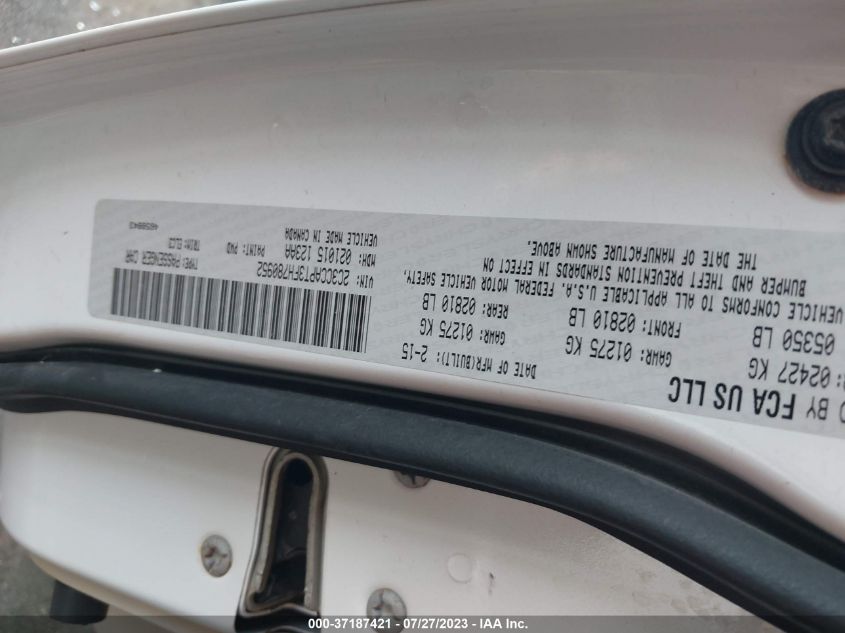 D BY FCA US LLC
DATE OF MFR(BUILT): 2-15
02427 KG
GAWR: 01275 KG
GAWR: 01275 KG
05350 LB
FRONT: 02810 LB
REAR: 02810 LB
VEHICLE CONFORMS TO ALL APPLICABLE U.S.A. FEDERAL MOTOR VEHICLE SAFETY,
BUMPER AND THEFT PREVENTION STANDARDS IN EFFECT ON
THE DATE OF MANUFACTURE SHOWN ABOVE.
VIN: 2C3CCAPT3FH780952
TYPE: PASSENGER CAR
MDH: 021015 123AA
PAINT: PWD
TRIM: GLC3
VEHICLE MADE IN CANADA
000-37187421 - 07/27/2023 - IAA Inc.